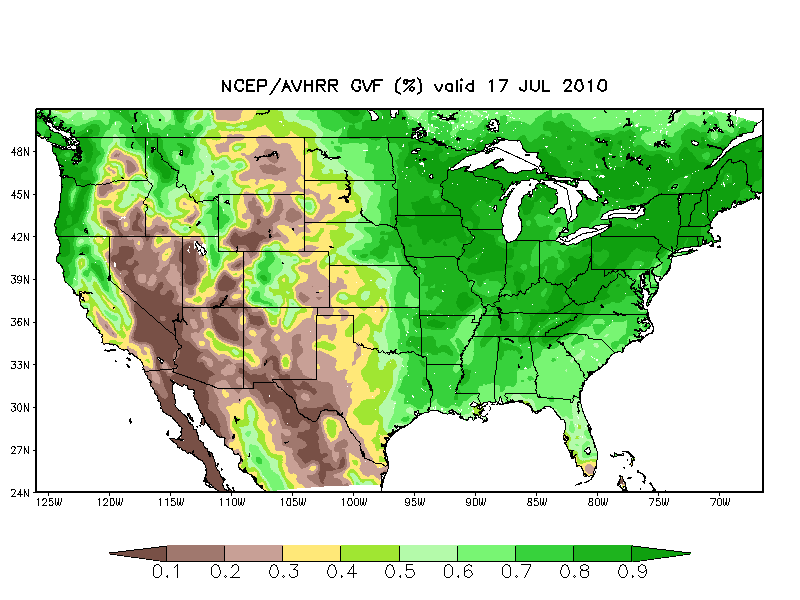 NCEP/AVHRR GVF (%) valid 17 JUL 2010
48N
45N
42N
39N
36N
33N
30N
27N
24N
125W 120W 115W 110W 105W 100W 95W 90W 85W 80W 75W 70W
0.1 0.2 0.3 0.4 0.5 0.6 0.7 0.8 0.9